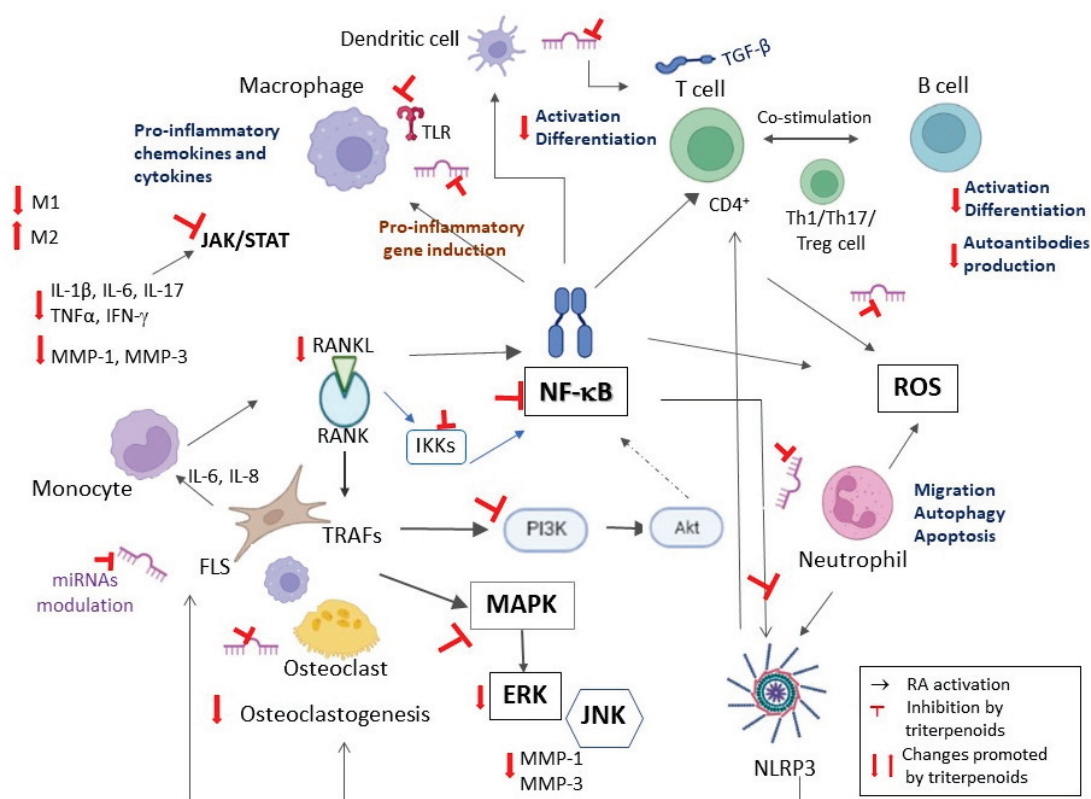 Dendritic cell
TGF-β
Macrophage
T cell
B cell
TLR
Activation
Differentiation
Co-stimulation
Pro-inflammatory
chemokines and
cytokines
M1
M2
JAK/STAT
Pro-inflammatory
gene induction
CD4+
Th1/Th17/
Treg cell
Activation
Differentiation
Autoantibodies
production
IL-1β, IL-6, IL-17
TNFα, IFN-γ
MMP-1, MMP-3
RANKL
RANK
NF-κB
ROS
IKKs
Monocyte
IL-6, IL-8
TRAFs
PI3K
Akt
Migration
Autophagy
Apoptosis
Neutrophil
FLS
miRNAs
modulation
MAPK
Osteoclast
Osteoclastogenesis
ERK
JNK
MMP-1
MMP-3
NLRP3
RA activation
Inhibition by
triterpenoids
Changes promoted
by triterpenoids